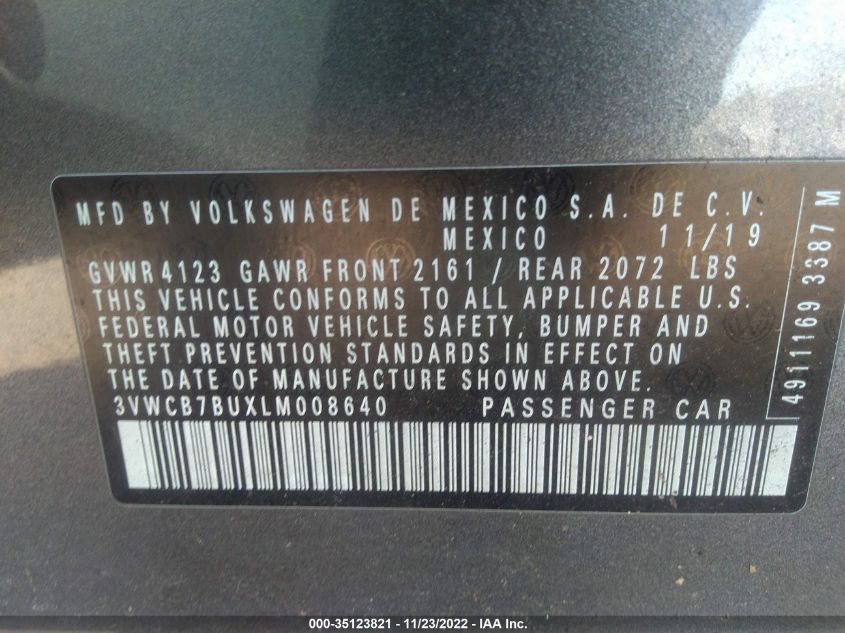 MFD BY VOLKSWAGEN DE MEXICO S.A. DE C.V.
MEXICO 11/19
GVWR 4123 GAWR FRONT 2161 / REAR 2072 LBS
THIS VEHICLE CONFORMS TO ALL APPLICABLE U.S.
FEDERAL MOTOR VEHICLE SAFETY, BUMPER AND
THEFT PREVENTION STANDARDS IN EFFECT ON
THE DATE OF MANUFACTURE SHOWN ABOVE.
3VWCB7BUXLM008640 PASSENGER CAR
4911169 3387 M
000-35123821 - 11/23/2022 - IAA Inc.